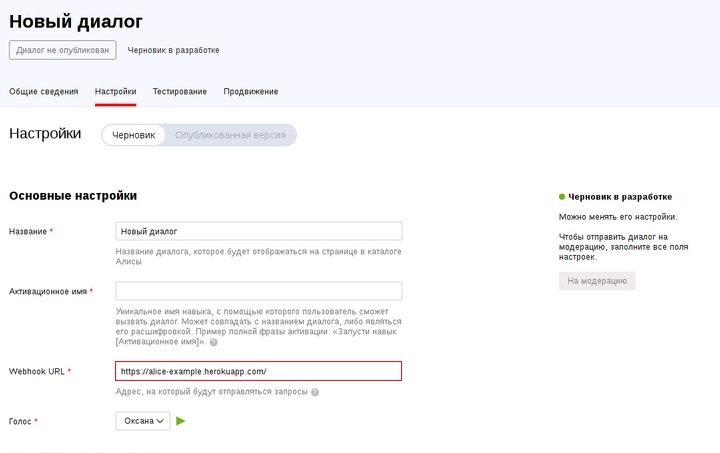 Новый диалог
Диалог не опубликован Черновик в разработке
Общие сведения Настройки Тестирование Продвижение
Настройки Черновик Опубликованная версия
Основные настройки
Название * Новый диалог
Название диалога, которое будет отображаться на странице в каталоге
Алисы
Активационное имя *
Уникальное имя навыка, с помощью которого пользователь сможет
вызвать диалог. Может совпадать с названием диалога, либо являться
его расшифровкой. Пример полной фразы активации: «Запусти навык
[Активационное имя]». ?
Webhook URL * https://alice-example.herokuapp.com/
Адрес, на который будут отправляться запросы ?
Голос * Оксана
Черновик в разработке
Можно менять его настройки.
Чтобы отправить диалог на
модерацию, заполните все поля
настроек.
На модерацию